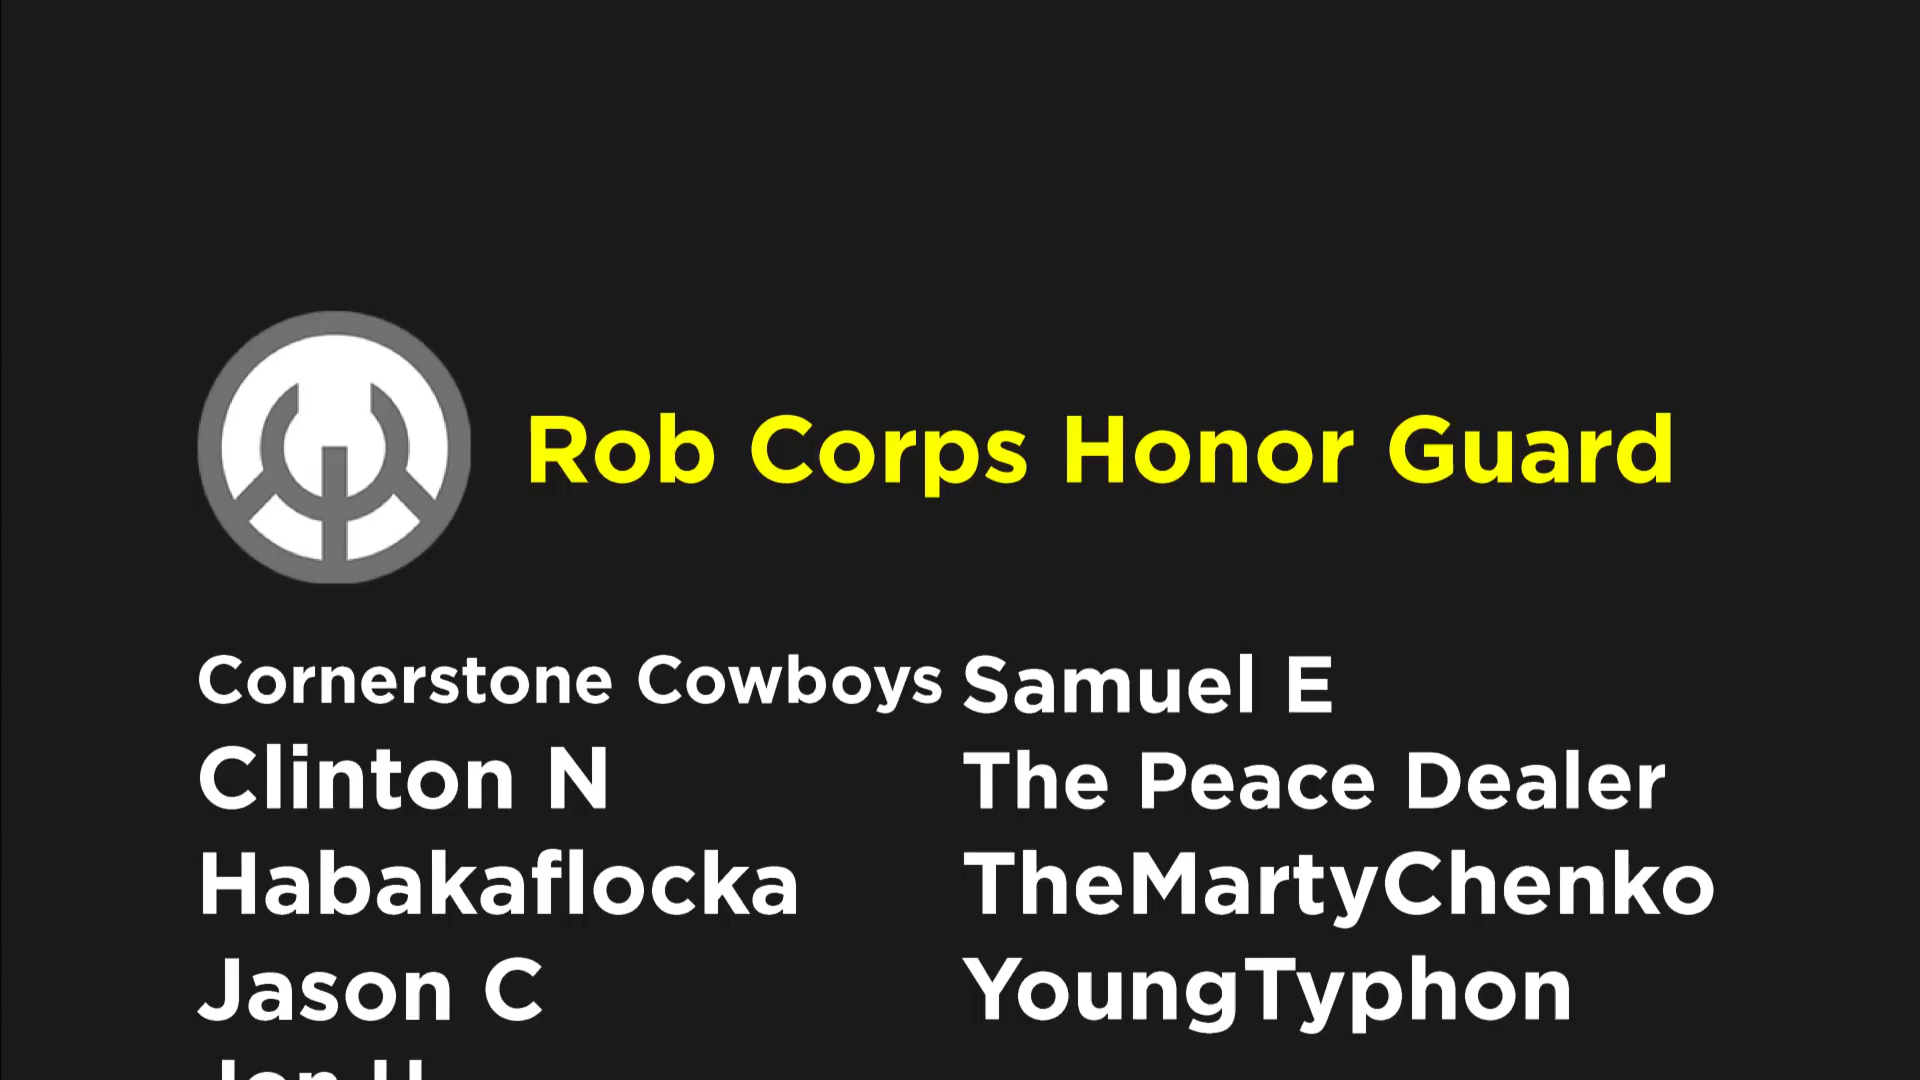 Rob Corps Honor Guard
Cornerstone Cowboys
Clinton N
Habakaflocka
Jason C
Samuel E
The Peace Dealer
TheMartyChenko
YoungTyphon